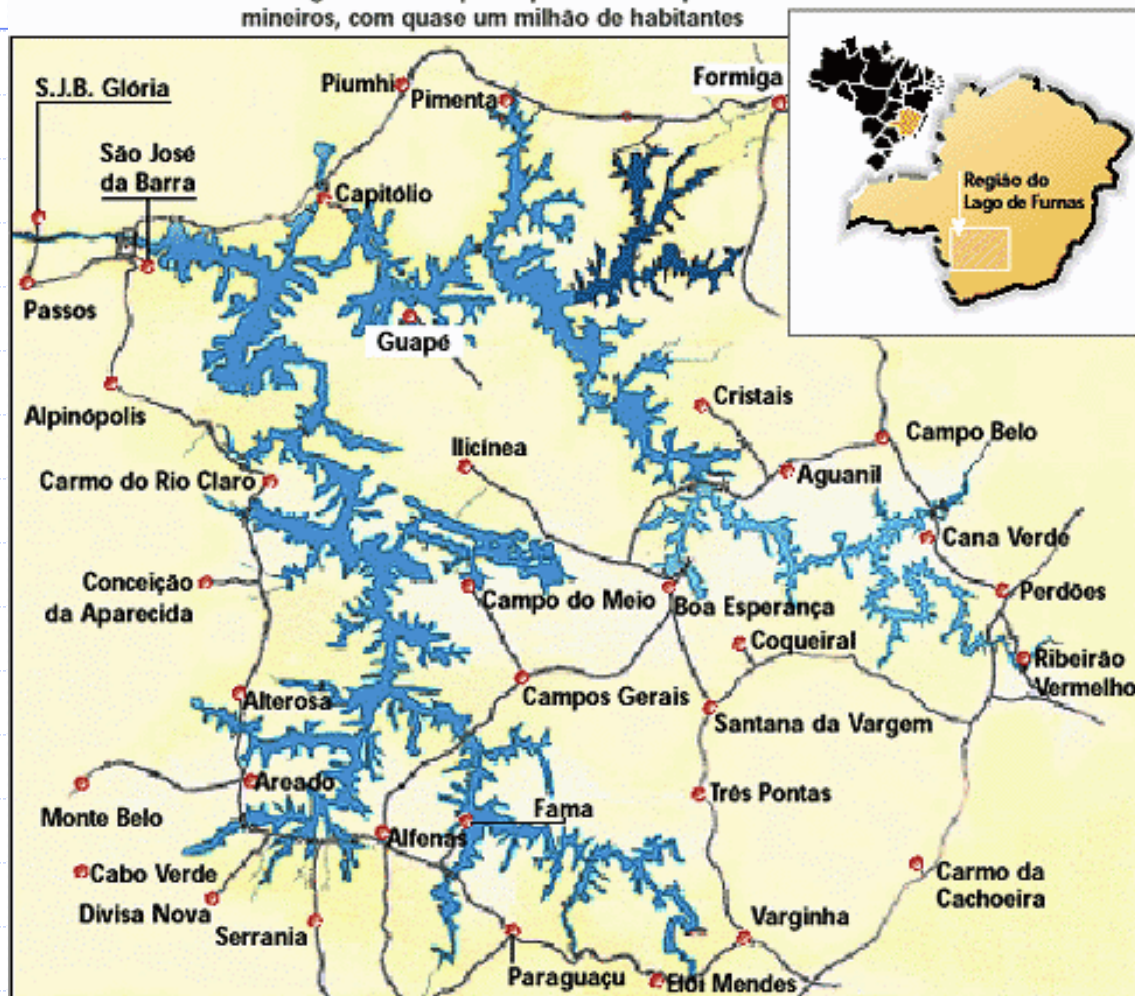 mineiros, com quase um milhão de habitantes
S.J.B. Glória
Piumhi
Pimenta
Formiga
São José
da Barra
Capitólio
Região do
Lago de Furnas
Passos
Guapé
Alpinópolis
Cristais
Ilicínea
Campo Belo
Aguanil
Carmo do Rio Claro
Cana Verde
Conceição
da Aparecida
Campo do Meio
Boa Esperança
Perdões
Coqueiral
Ribeirão
Vermelho
Alterosa
Campos Gerais
Santana da Vargem
Areado
Monte Belo
Fama
Três Pontas
Alfenas
Cabo Verde
Carmo da
Cachoeira
Divisa Nova
Serrania
Varginha
Paraguaçu
Elói Mendes